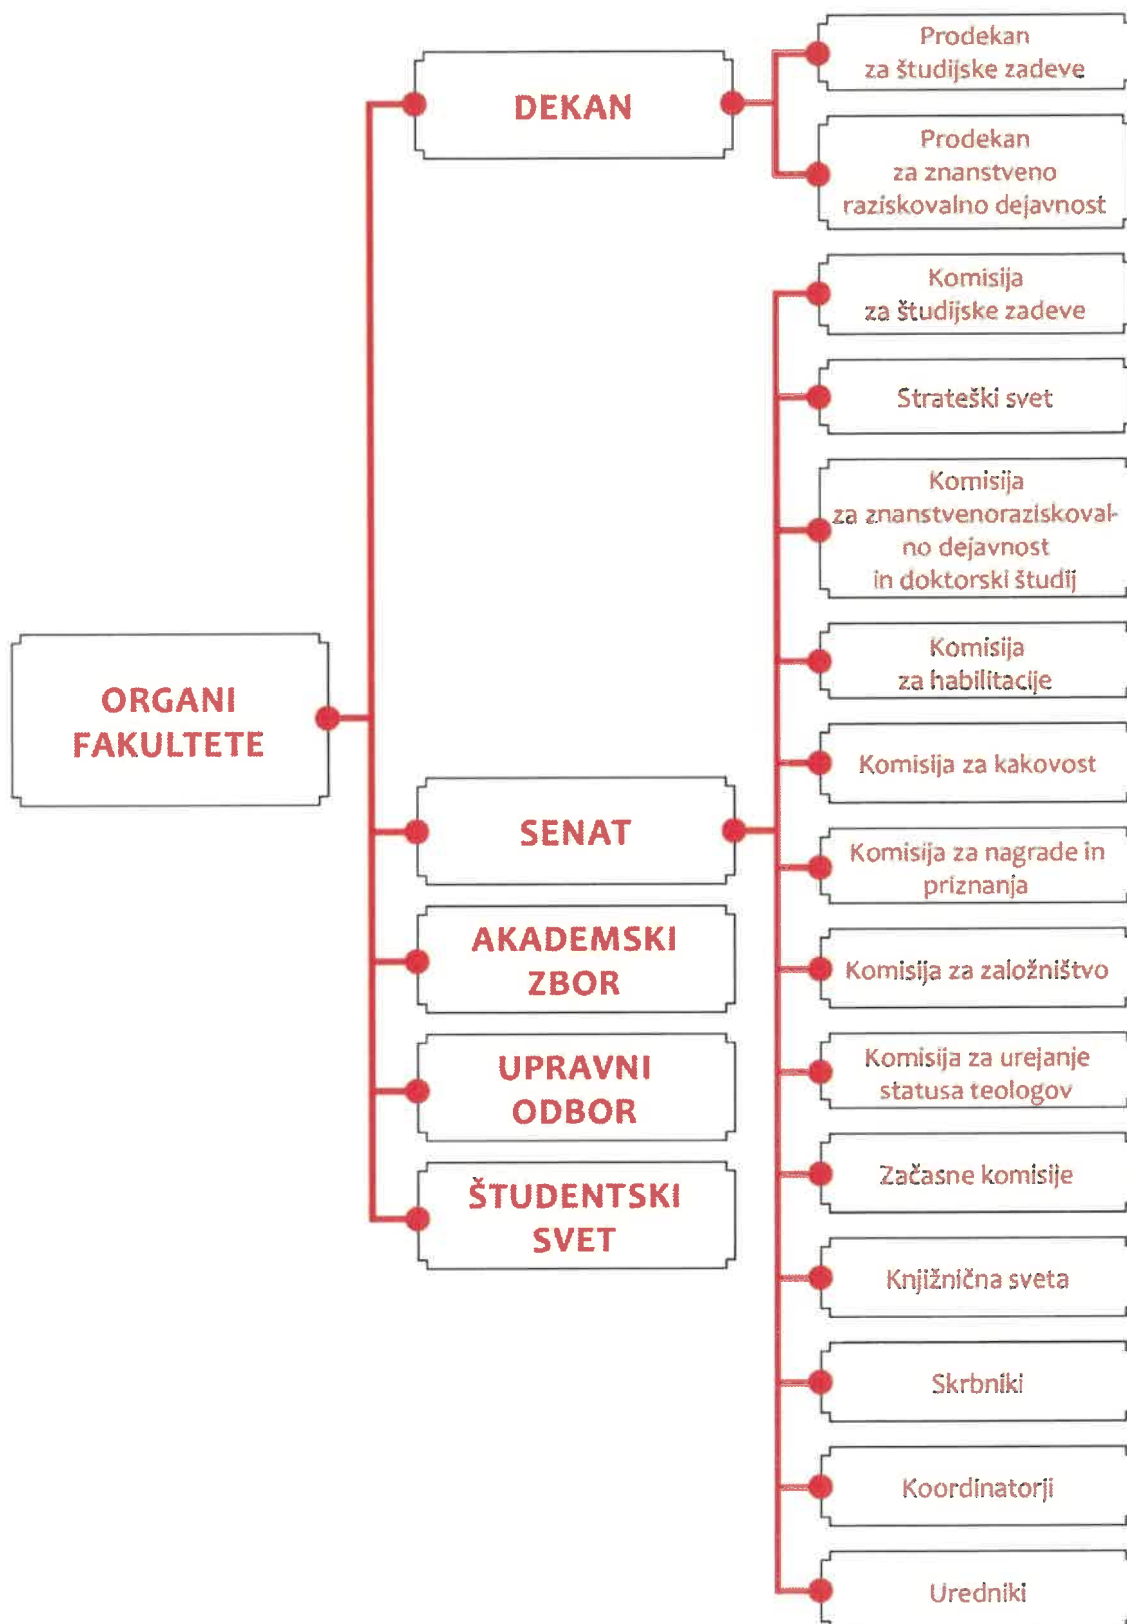 ORGANI
FAKULTETE
DEKAN
Prodekan
za študijske zadeve
Prodekan
za znanstveno
raziskovalno dejavnost
SENAT
Komisija
za študijske zadeve
Strateški svet
Komisija
za znanstvenoraziskoval-
no dejavnost
in doktorski študij
Komisija
za habilitacije
Komisija za kakovost
Komisija za nagrade in
priznanja
Komisija za založništvo
Komisija za urejanje
statusa teologov
Začasne komisije
Knjižnična sveta
Skrbniki
Koordinatorji
Uredniki
AKADEMSKI
ZBOR
UPRAVNI
ODBOR
ŠTUDENTSKI
SVET